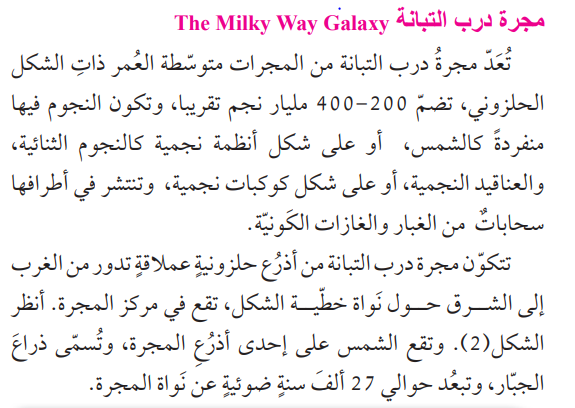 مجرة درب التبانة The Milky Way Galaxy
تُعَدّ مجرةُ درب التبانة من المجرات متوسّطة العُمر ذاتِ الشكل
الحلزوني، تضمّ 200–400 مليار نجم تقريبا، وتكون النجوم فيها
منفردةً كالشمس، أو على شكل أنظمة نجمية كالنجوم الثنائية،
والعناقيد النجمية، أو على شكل كوكبات نجمية، وتنتشر في أطرافها
سحاباتٌ من الغبار والغازات الكَونيّة.
تتكوّن مجرة درب التبانة من أذرُع حلزونيةٍ عملاقةٍ تدور من الغرب
إلى الشرق حول نَواة خطّية الشكل، تقع في مركز المجرة. أنظر
الشكل(2). وتقع الشمس على إحدى أذرُعِ المجرة، وتُسمّى ذراعَ
الجبّار، وتبعُد حوالي 27 ألفَ سنةٍ ضوئيةٍ عن نَواة المجرة.